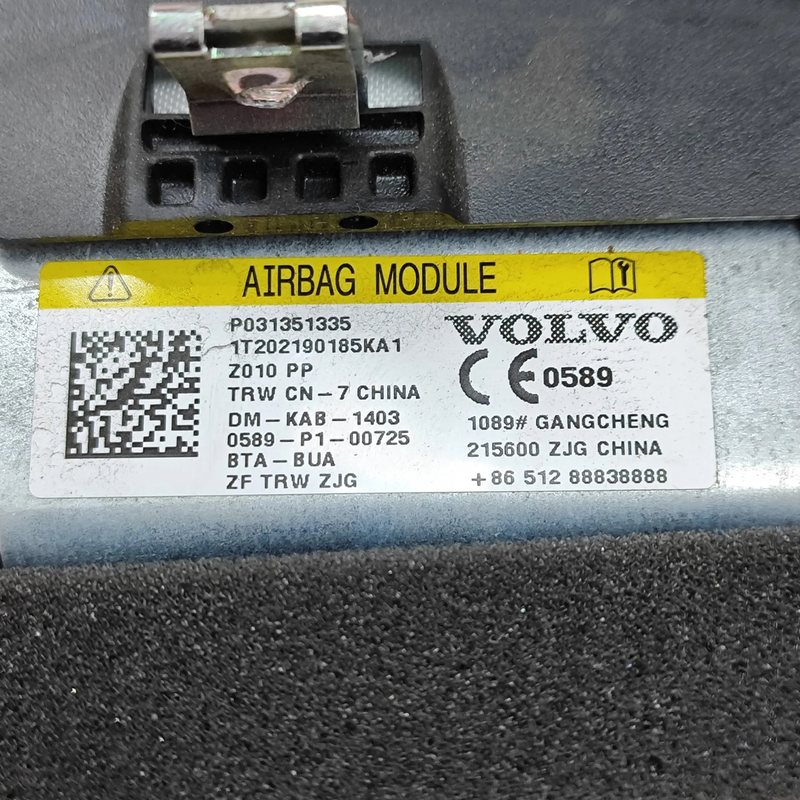 AIRBAG MODULE
P031351335
1T202190185KA1
Z010 PP
TRW CN-7 CHINA
DM-KAB-1403
0589-P1-00725
BTA-BUA
ZF TRW ZJG
VOLVO
CE 0589
1089# GANGCHENG
215600 ZJG CHINA
+86 512 88838888